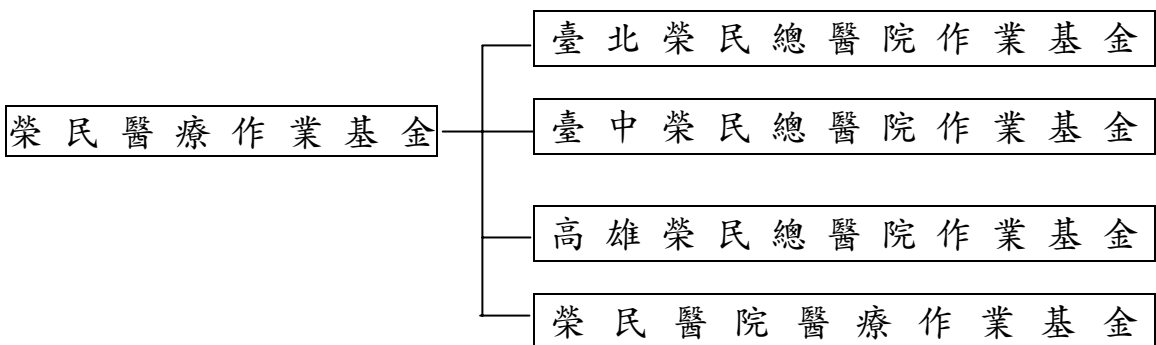 榮民醫療作業基金
臺北榮民總醫院作業基金
臺中榮民總醫院作業基金
高雄榮民總醫院作業基金
榮民醫院醫療作業基金